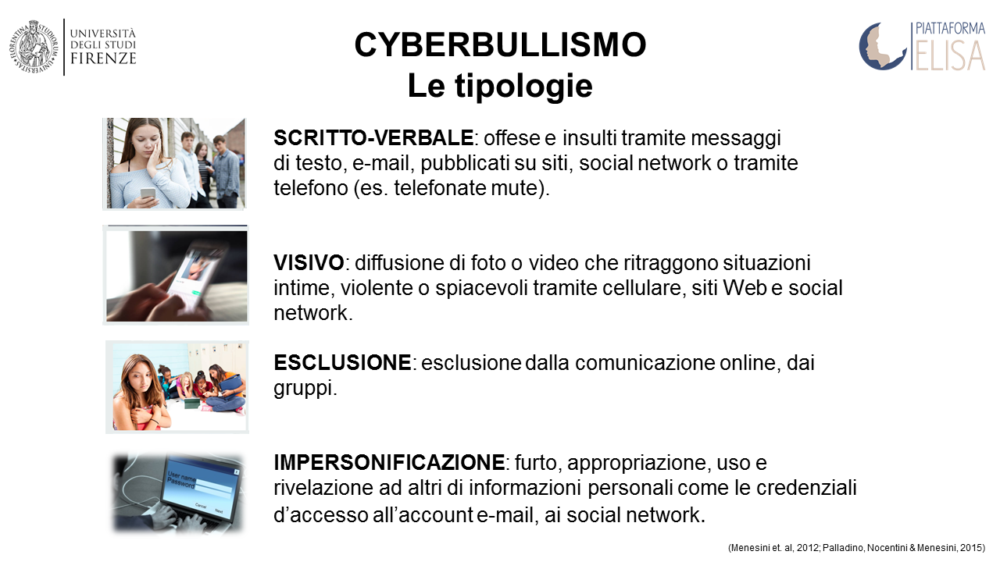 UNIVERSITÀ
DEGLI STUDI
FIRENZE
CYBERBULLISMO
Le tipologie
PIATTAFORMA
ELISA
SCRITTO-VERBALE: offese e insulti tramite messaggi
di testo, e-mail, pubblicati su siti, social network o tramite
telefono (es. telefonate mute).
VISIVO: diffusione di foto o video che ritraggono situazioni
intime, violente o spiacevoli tramite cellulare, siti Web e social
network.
ESCLUSIONE: esclusione dalla comunicazione online, dai
gruppi.
User name
Password
Cancel Next
IMPERSONIFICAZIONE: furto, appropriazione, uso e
rivelazione ad altri di informazioni personali come le credenziali
d’accesso all’account e-mail, ai social network.
(Menesini et. al, 2012; Palladino, Nocentini & Menesini, 2015)